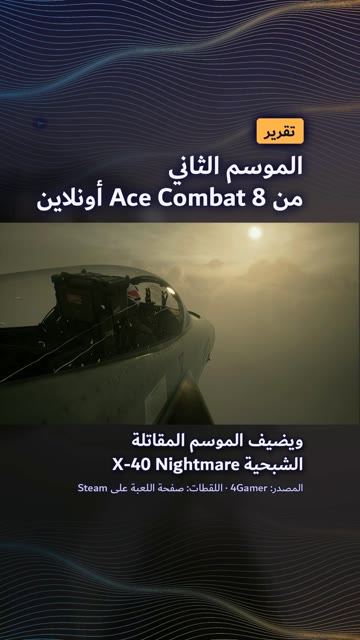 تقرير
الموسم الثاني
من Ace Combat 8 أونلاين
ويضيف الموسم المقاتلة
الشبحية X-40 Nightmare
المصدر: 4Gamer · اللقطات: صفحة اللعبة على Steam